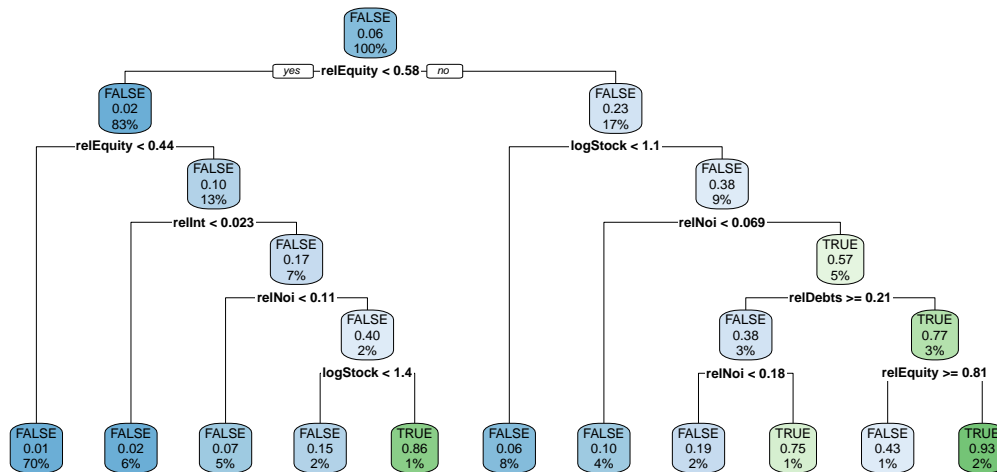 FALSE
0.06
100%
yes relEquity < 0.58 no
FALSE
0.02
83%
FALSE
0.23
17%
relEquity < 0.44
logStock < 1.1
FALSE
0.10
13%
FALSE
0.38
9%
relInt < 0.023
relNoi < 0.069
FALSE
0.17
7%
TRUE
0.57
5%
relNoi < 0.11
relDebts >= 0.21
FALSE
0.40
2%
FALSE
0.38
3%
TRUE
0.77
3%
logStock < 1.4
relNoi < 0.18
relEquity >= 0.81
FALSE
0.01
70%
FALSE
0.02
6%
FALSE
0.07
5%
FALSE
0.15
2%
TRUE
0.86
1%
FALSE
0.06
8%
FALSE
0.10
4%
FALSE
0.19
2%
TRUE
0.75
1%
FALSE
0.43
1%
TRUE
0.93
2%